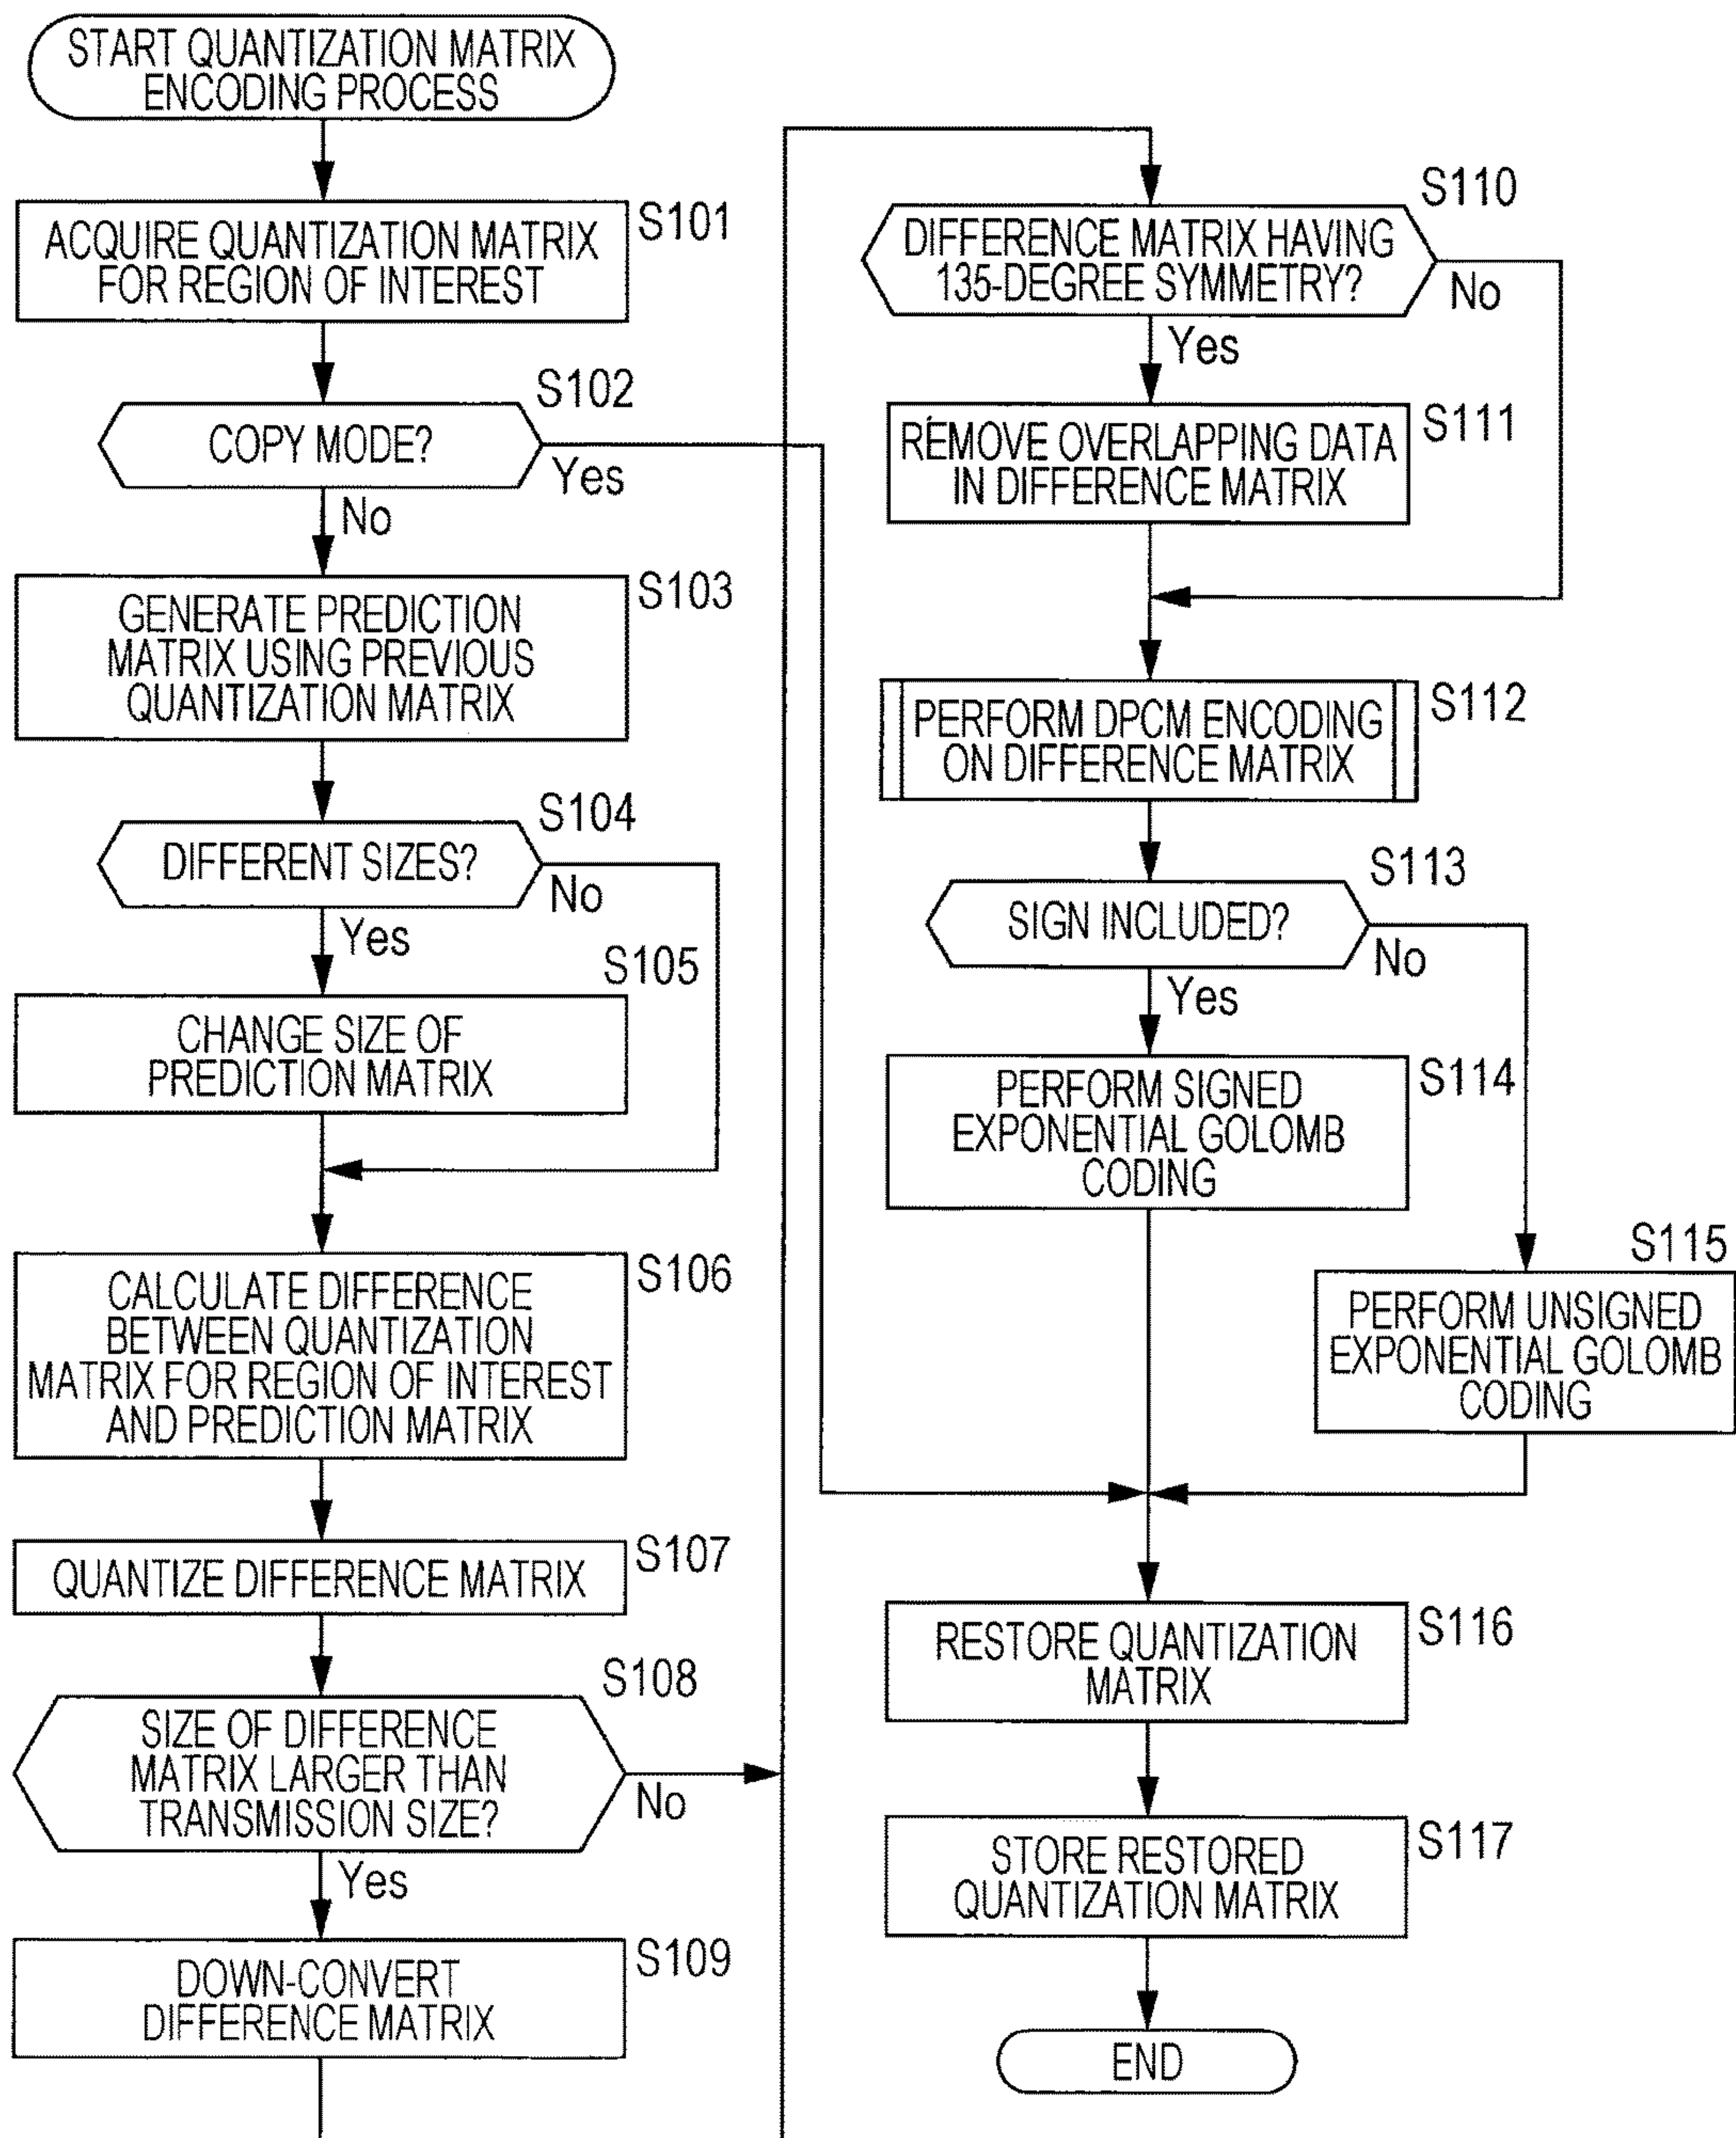 START QUANTIZATION MATRIX
ENCODING PROCESS
ACQUIRE QUANTIZATION MATRIX
FOR REGION OF INTEREST
S101
COPY MODE?
S102
Yes
No
GENERATE PREDICTION
MATRIX USING PREVIOUS
QUANTIZATION MATRIX
S103
DIFFERENT SIZES?
S104
No
Yes
CHANGE SIZE OF
PREDICTION MATRIX
S105
CALCULATE DIFFERENCE
BETWEEN QUANTIZATION
MATRIX FOR REGION OF INTEREST
AND PREDICTION MATRIX
S106
QUANTIZE DIFFERENCE MATRIX
S107
SIZE OF DIFFERENCE
MATRIX LARGER THAN
TRANSMISSION SIZE?
S108
No
Yes
DOWN-CONVERT
DIFFERENCE MATRIX
S109
DIFFERENCE MATRIX HAVING
135-DEGREE SYMMETRY?
S110
No
Yes
REMOVE OVERLAPPING DATA
IN DIFFERENCE MATRIX
S111
PERFORM DPCM ENCODING
ON DIFFERENCE MATRIX
S112
SIGN INCLUDED?
S113
No
Yes
PERFORM SIGNED
EXPONENTIAL GOLOMB
CODING
S114
PERFORM UNSIGNED
EXPONENTIAL GOLOMB
CODING
S115
RESTORE QUANTIZATION
MATRIX
S116
STORE RESTORED
QUANTIZATION MATRIX
S117
END